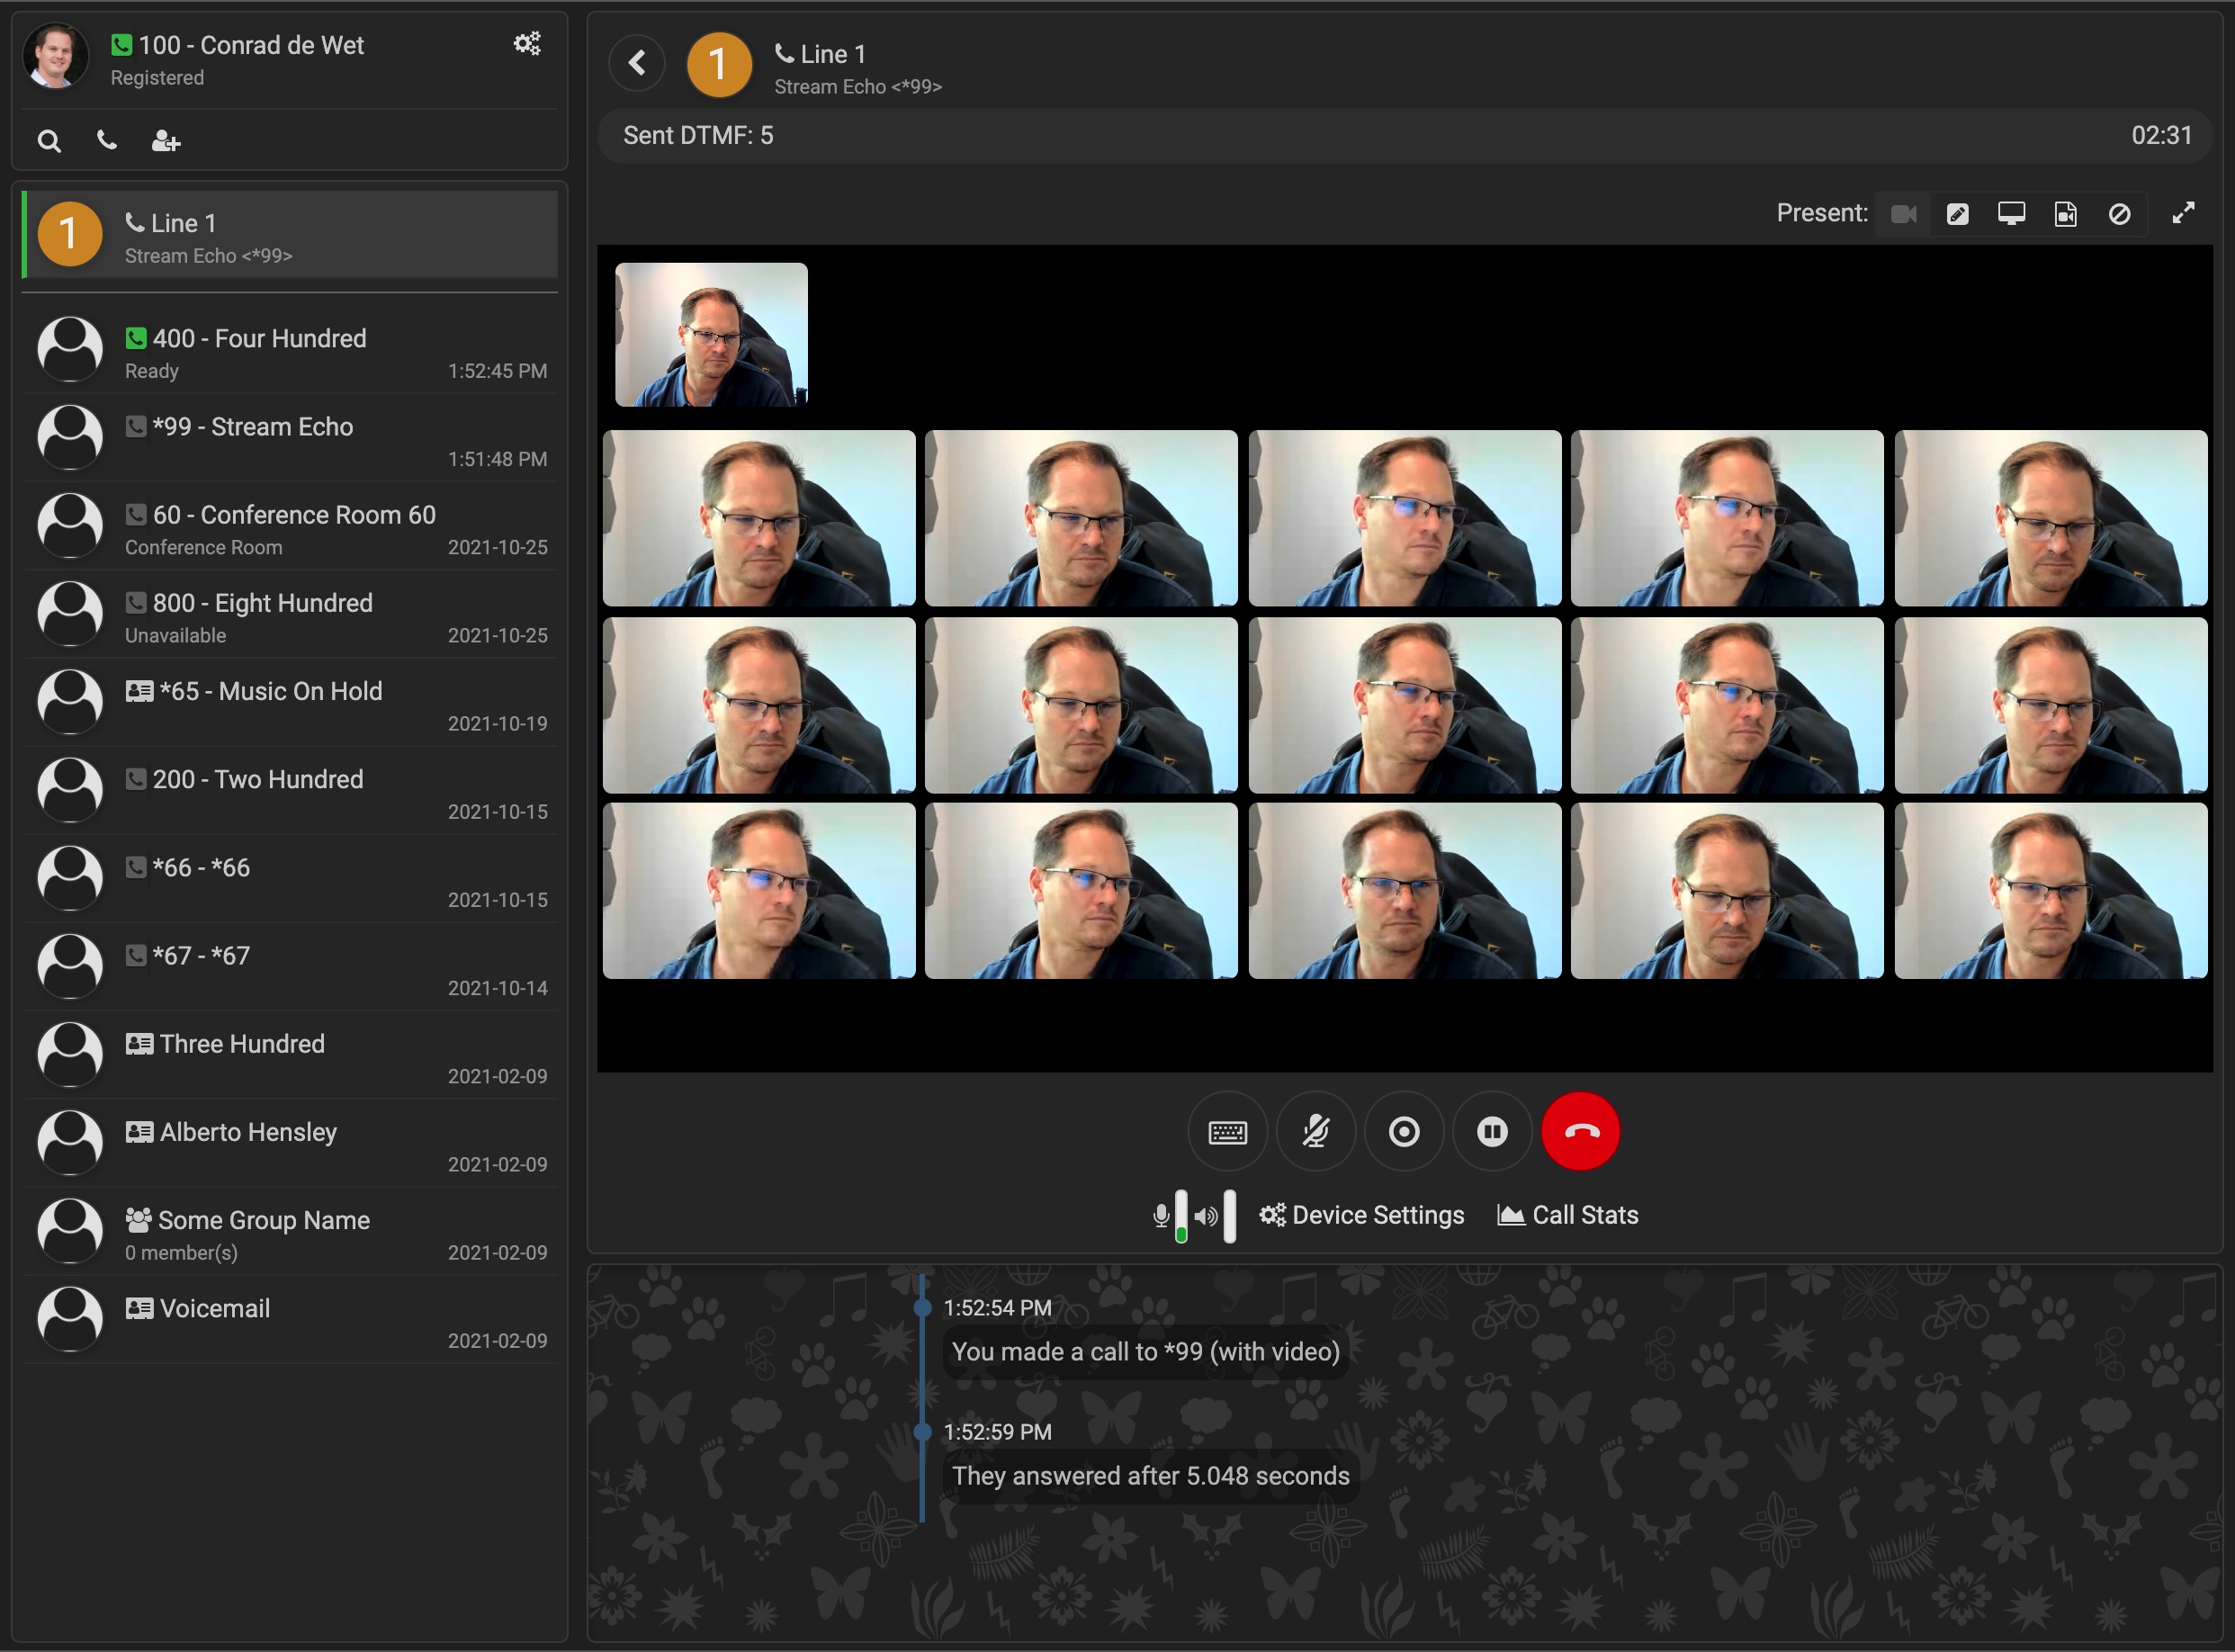 100 - Conrad de Wet
Registered
1
Line 1
Stream Echo <*99>
400 - Four Hundred
Ready 1:52:45 PM
*99 - Stream Echo
1:51:48 PM
60 - Conference Room 60
Conference Room 2021-10-25
800 - Eight Hundred
Unavailable 2021-10-25
*65 - Music On Hold
2021-10-19
200 - Two Hundred
2021-10-15
*66 - *66
2021-10-15
*67 - *67
2021-10-14
Three Hundred
2021-02-09
Alberto Hensley
2021-02-09
Some Group Name
0 member(s) 2021-02-09
Voicemail
2021-02-09
1
Line 1
Stream Echo <*99>
Sent DTMF: 5 02:31
Present:
Device Settings Call Stats
1:52:54 PM
You made a call to *99 (with video)
1:52:59 PM
They answered after 5.048 seconds